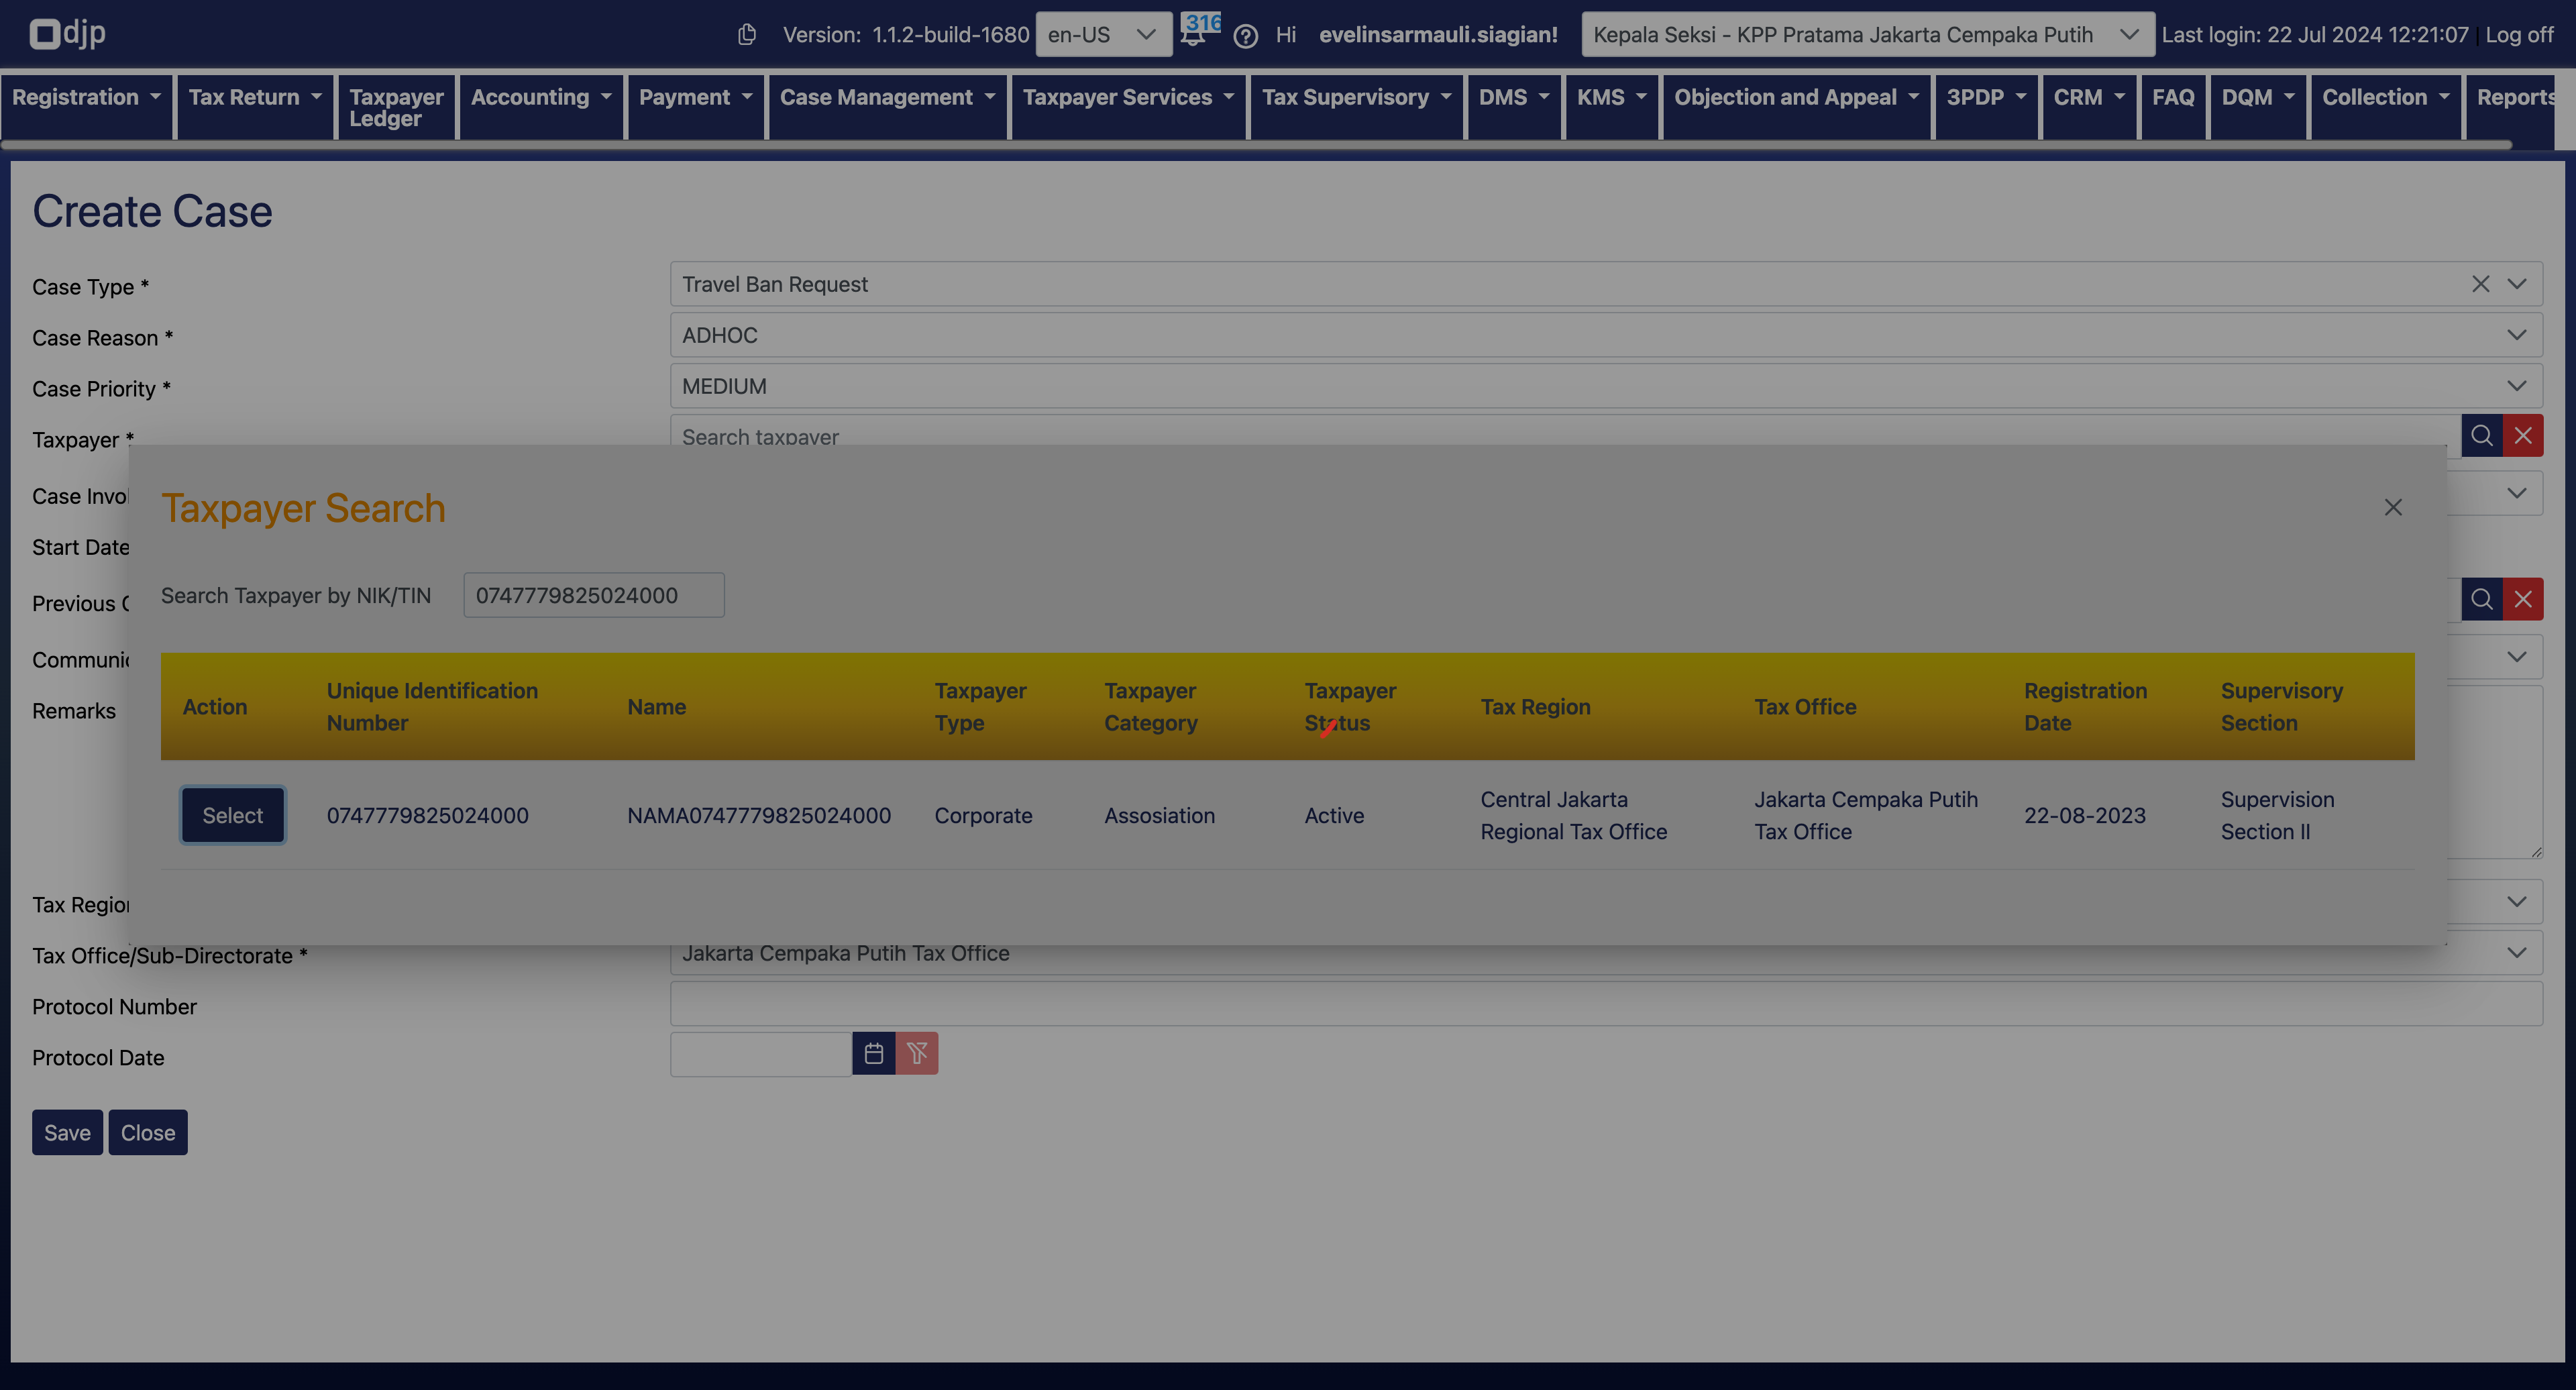 djp
Version: 1.1.2-build-1680
en-US
316
Hi evelinsarmauli.siagian!
Kepala Seksi - KPP Pratama Jakarta Cempaka Putih
Last login: 22 Jul 2024 12:21:07
Log off
Registration
Tax Return
Taxpayer
Ledger
Accounting
Payment
Case Management
Taxpayer Services
Tax Supervisory
DMS
KMS
Objection and Appeal
3PDP
CRM
FAQ
DQM
Collection
Reports
Create Case
Case Type *
Travel Ban Request
Case Reason *
ADHOC
Case Priority *
MEDIUM
Taxpayer *
Search taxpayer
Case Invol
Taxpayer Search
Start Date
Search Taxpayer by NIK/TIN
0747779825024000
Previous C
Communic
Remarks
Action
Unique Identification
Number
Name
Taxpayer
Type
Taxpayer
Category
Taxpayer
Status
Tax Region
Tax Office
Registration
Date
Supervisory
Section
Select
0747779825024000
NAMA0747779825024000
Corporate
Assosiation
Active
Central Jakarta
Regional Tax Office
Jakarta Cempaka Putih
Tax Office
22-08-2023
Supervision
Section II
Tax Region
Tax Office/Sub-Directorate *
Jakarta Cempaka Putih Tax Office
Protocol Number
Protocol Date
Save
Close